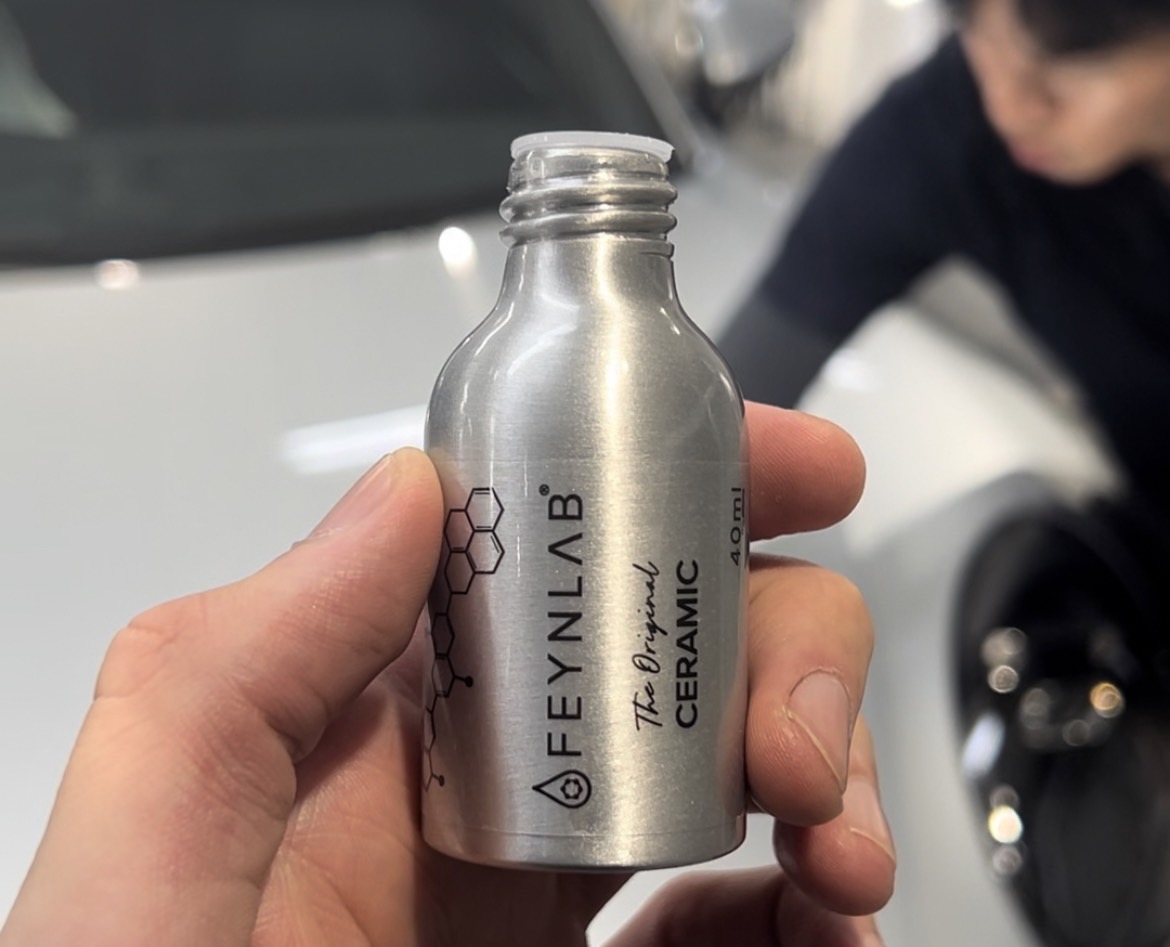 FEYNLAB®
The Original
CERAMIC
40ml